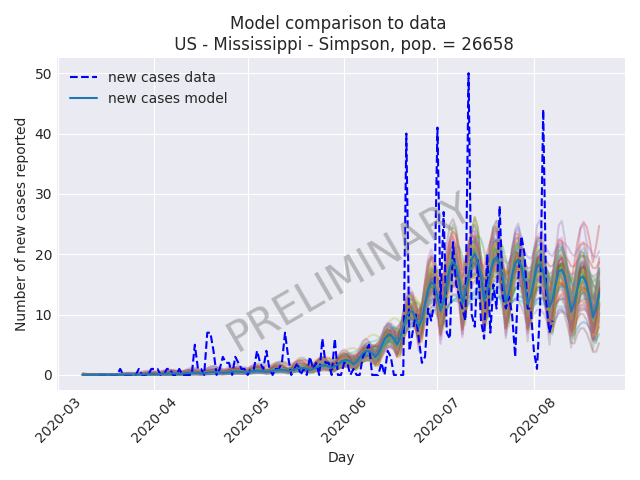 Model comparison to data
US - Mississippi - Simpson, pop. = 26658
new cases data
new cases model
Number of new cases reported
50
40
30
20
10
0
PRELIMINARY
2020-03
2020-04
2020-05
2020-06
2020-07
2020-08
Day